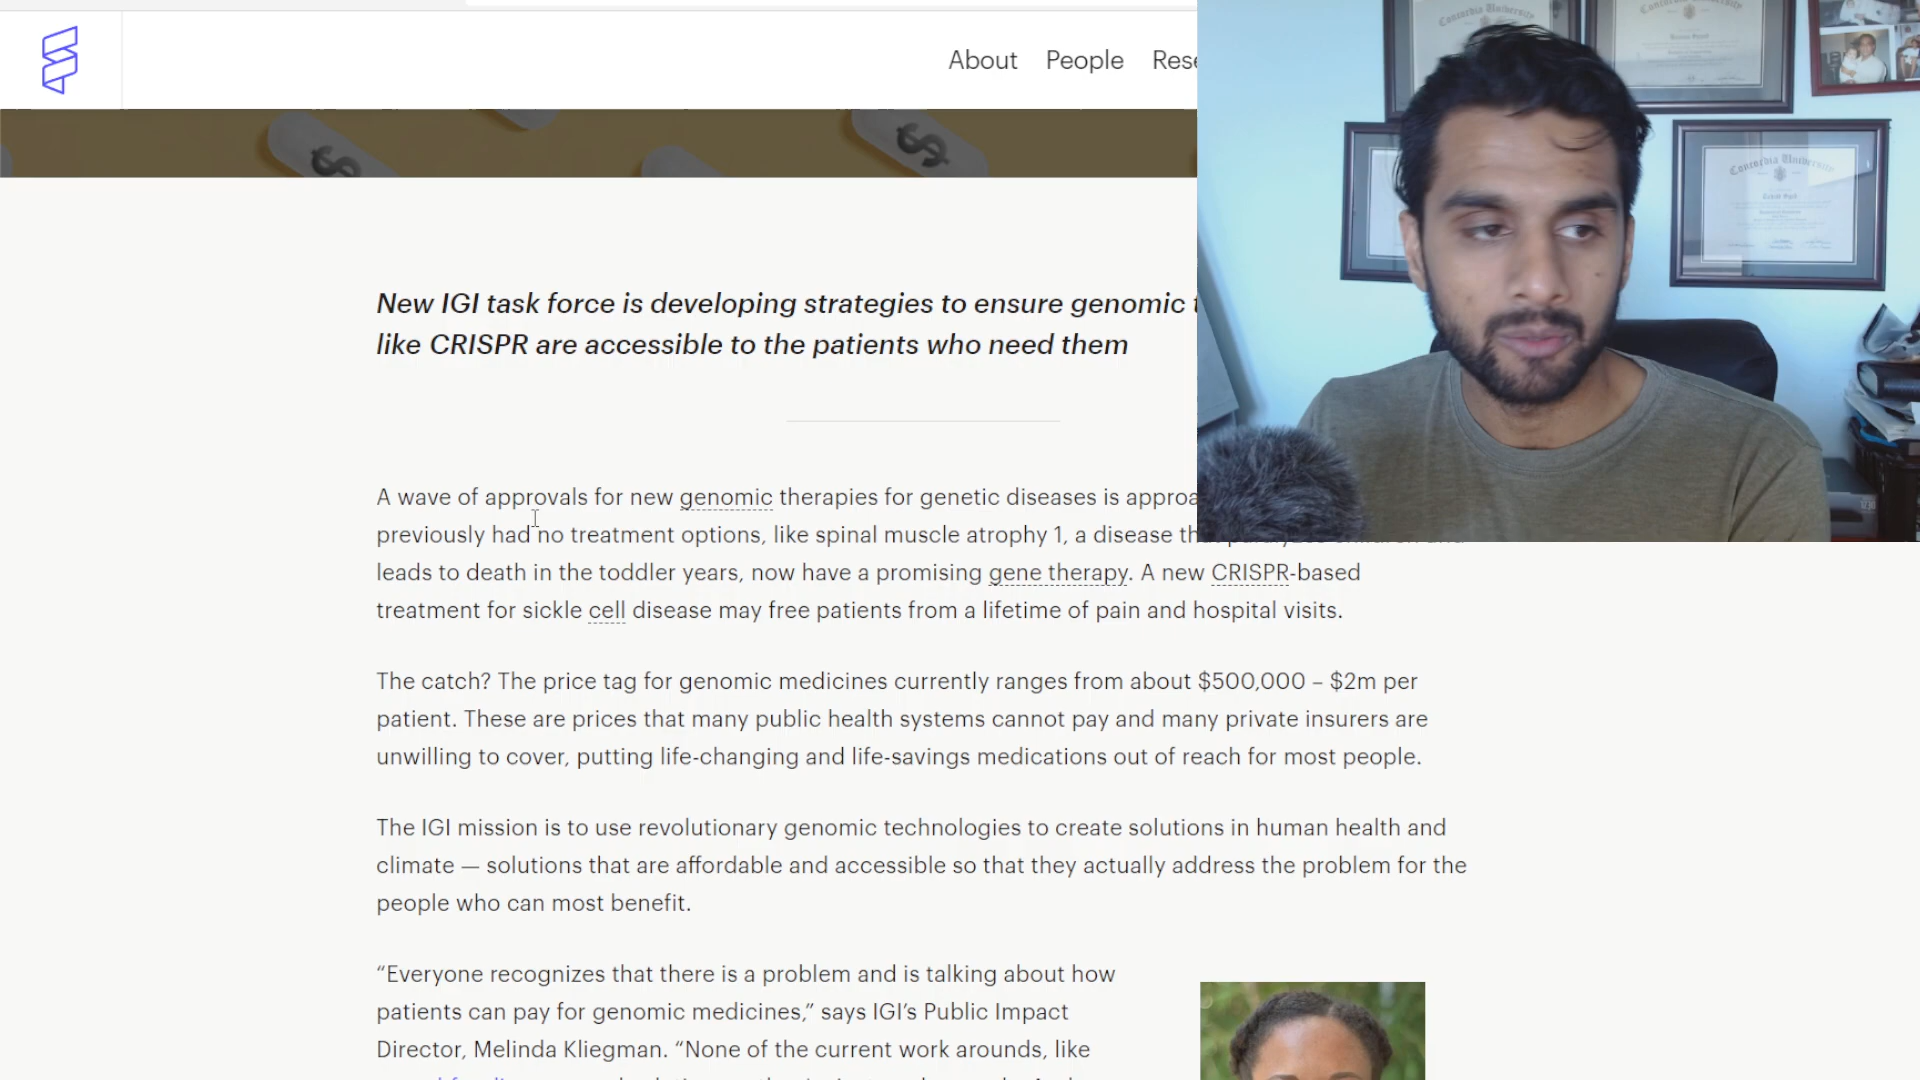 About People Rese
$ $
Concordia University
Concordia University
New IGI task force is developing strategies to ensure genomic
like CRISPR are accessible to the patients who need them
A wave of approvals for new genomic therapies for genetic diseases is approa
previously had no treatment options, like spinal muscle atrophy 1, a disease
leads to death in the toddler years, now have a promising gene therapy. A new CRISPR-based
treatment for sickle cell disease may free patients from a lifetime of pain and hospital visits.
The catch? The price tag for genomic medicines currently ranges from about $500,000 – $2m per
patient. These are prices that many public health systems cannot pay and many private insurers are
unwilling to cover, putting life-changing and life-savings medications out of reach for most people.
The IGI mission is to use revolutionary genomic technologies to create solutions in human health and
climate — solutions that are affordable and accessible so that they actually address the problem for the
people who can most benefit.
“Everyone recognizes that there is a problem and is talking about how
patients can pay for genomic medicines,” says IGI’s Public Impact
Director, Melinda Kliegman. “None of the current work arounds, like